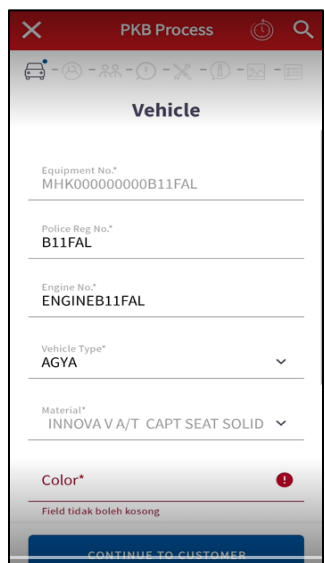 PKB Process
Vehicle
Equipment No.*
MHK000000000B11FAL
Police Reg No.*
B11FAL
Engine No.*
ENGINEB11FAL
Vehicle Type*
AGYA
Material*
INNOVA V A/T CAPT SEAT SOLID
Color*
Field tidak boleh kosong
CONTINUE TO CUSTOMER